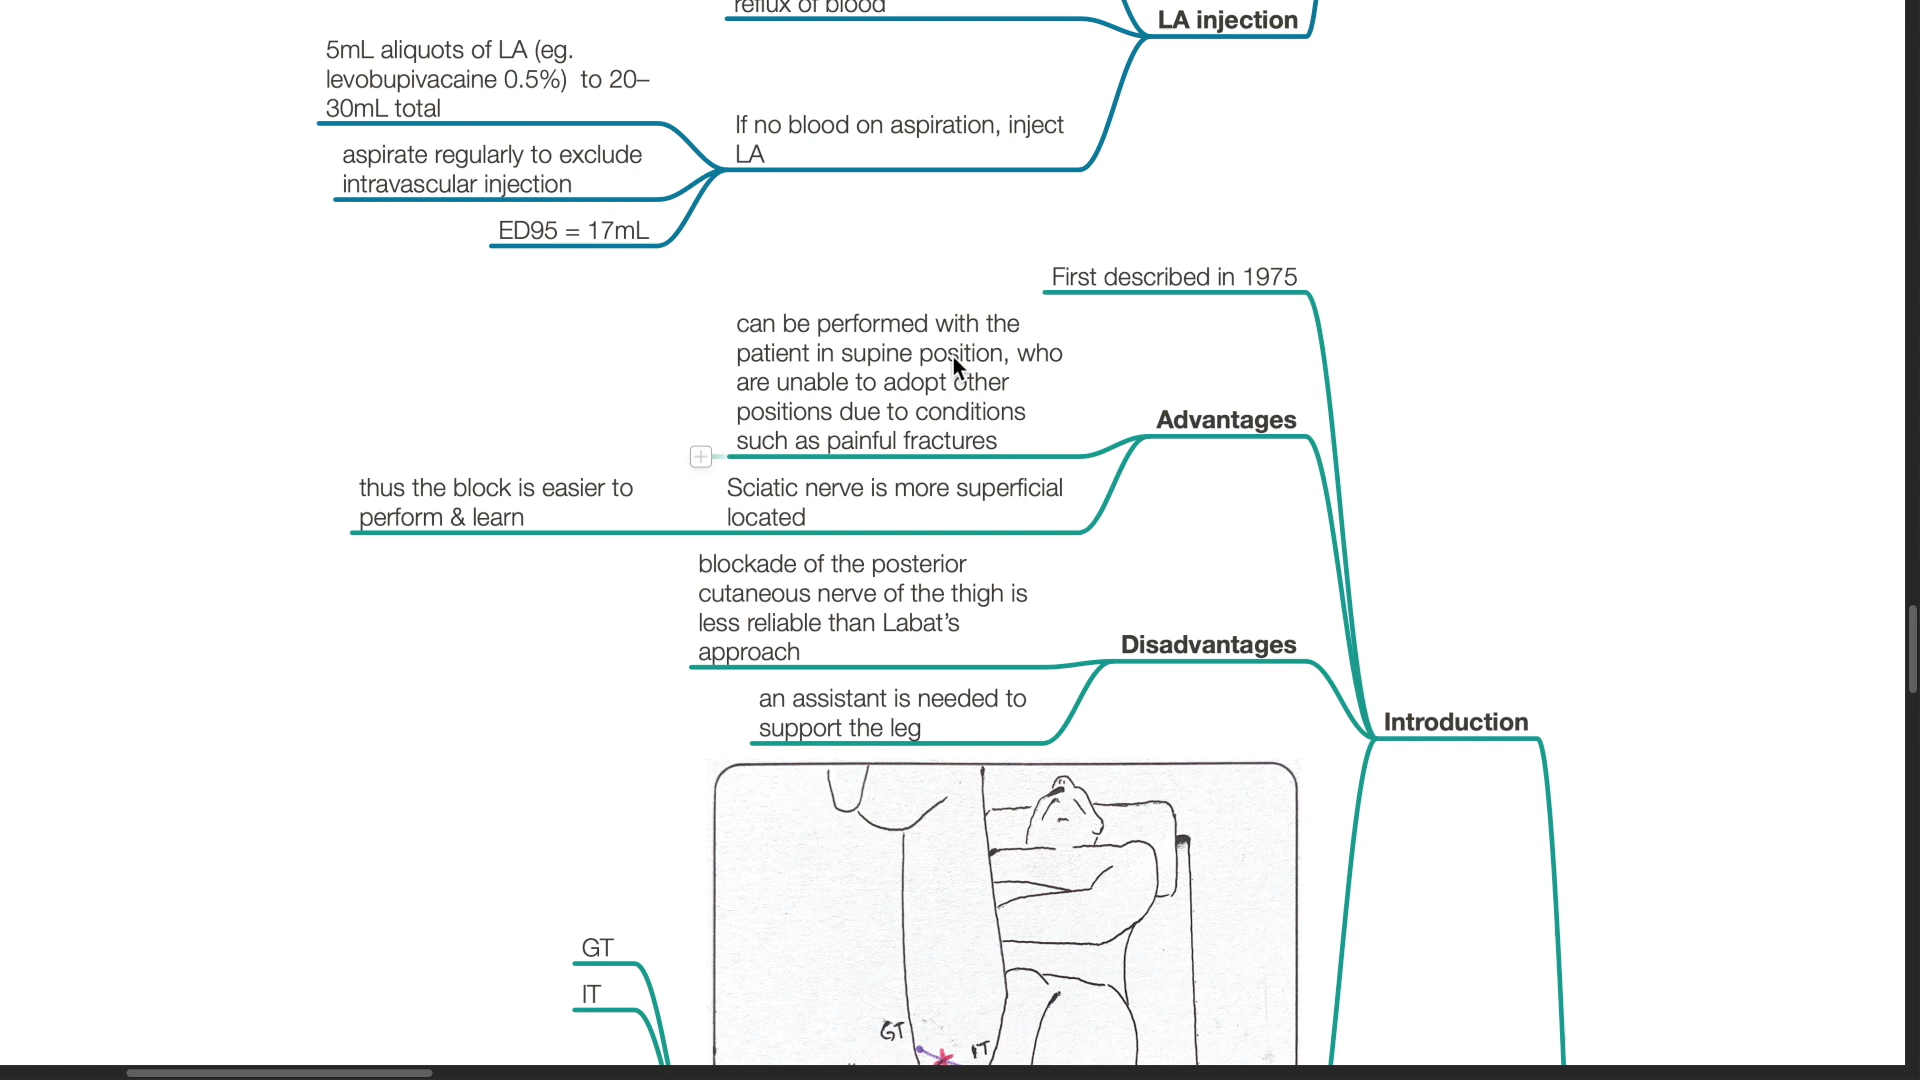 reflux of blood
LA injection
5mL aliquots of LA (eg.
levobupivacaine 0.5%)  to 20–
30mL total
If no blood on aspiration, inject
LA
aspirate regularly to exclude
intravascular injection
ED95 = 17mL
First described in 1975
can be performed with the
patient in supine position, who
are unable to adopt other
positions due to conditions
such as painful fractures
Advantages
thus the block is easier to
perform & learn
Sciatic nerve is more superficial
located
blockade of the posterior
cutaneous nerve of the thigh is
less reliable than Labat’s
approach
Disadvantages
an assistant is needed to
support the leg
Introduction
GT
IT
GT
IT